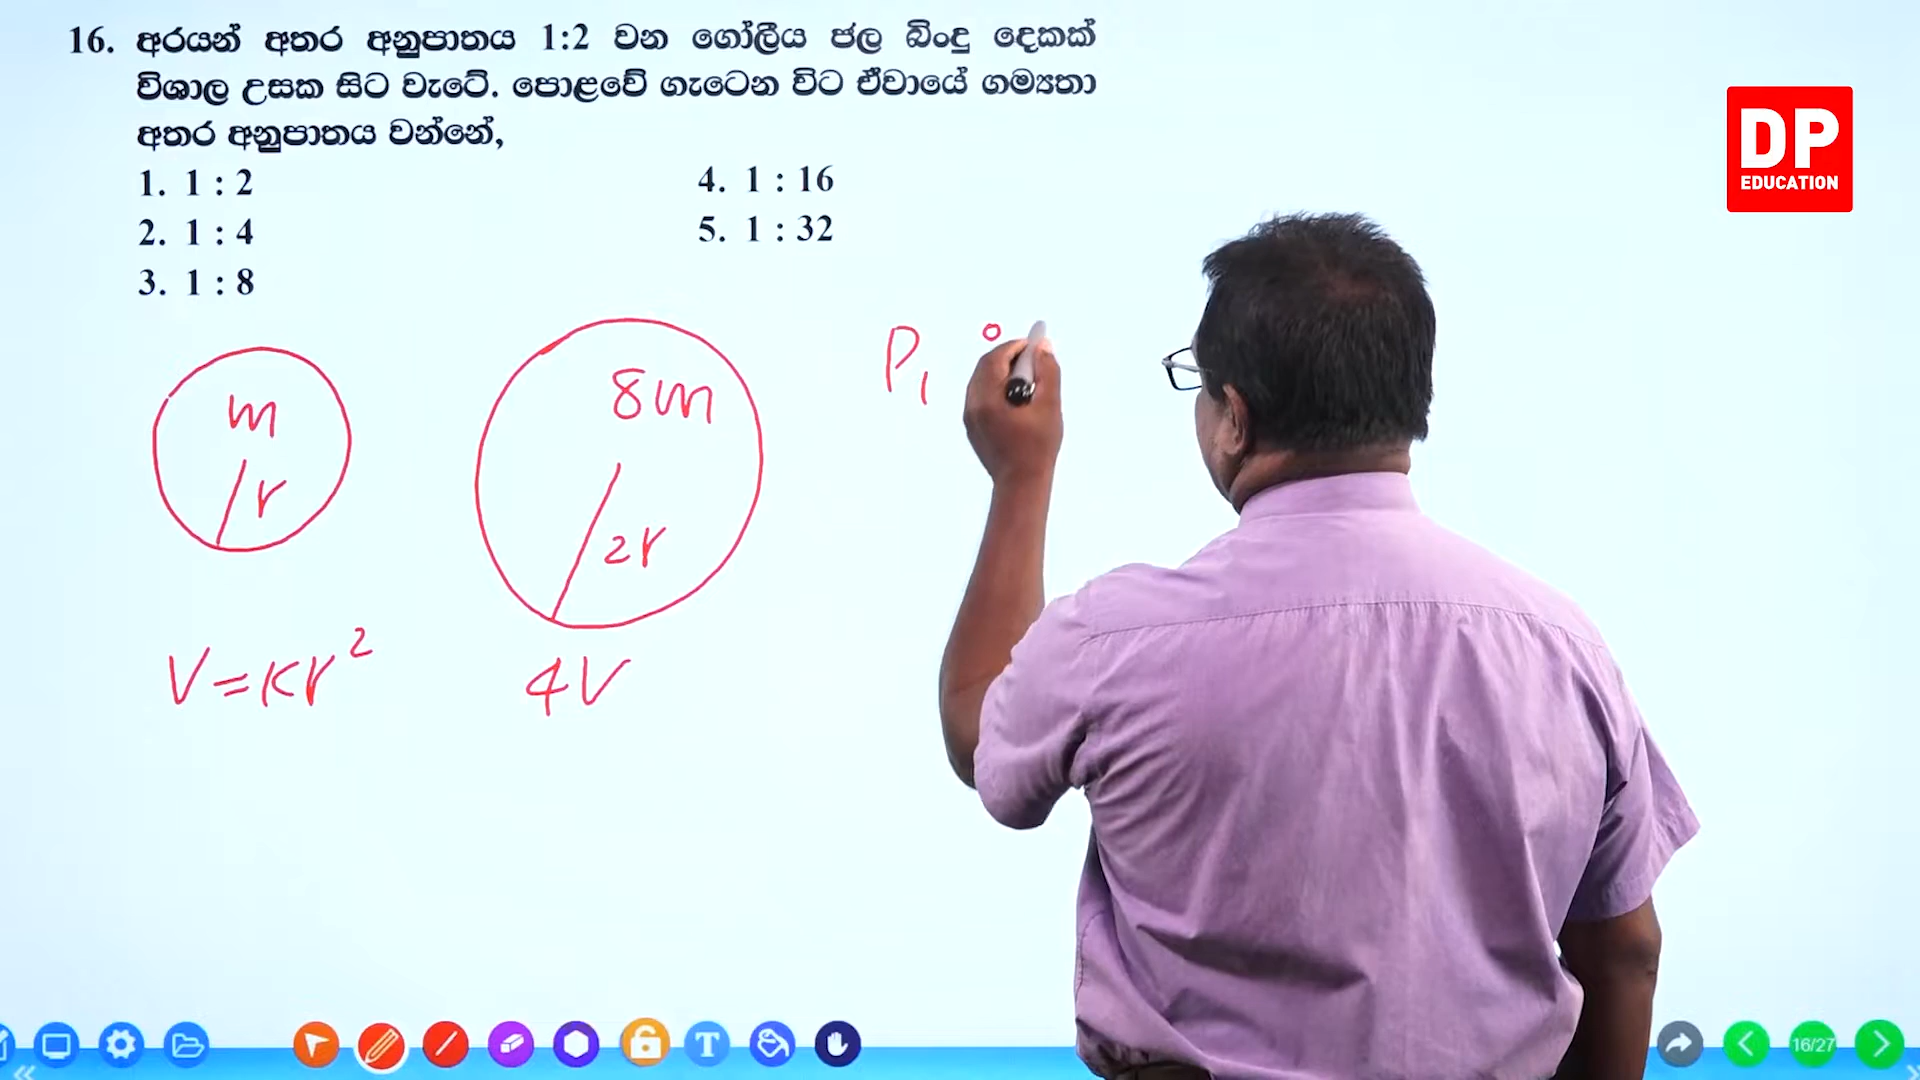 16. අරයන් අතර අනුපාතය 1:2 වන ගෝලීය ජල බිංදු දෙකක්
විශාල උසක සිට වැටේ. පොළවේ ගැටෙන විට ඒවායේ ගම්‍යතා
අතර අනුපාතය වන්නේ,
1. 1 : 2
2. 1 : 4
3. 1 : 8
4. 1 : 16
5. 1 : 32
DP
EDUCATION
m
r
8m
2r
V=Kr²
4V
P₁
T
16/27